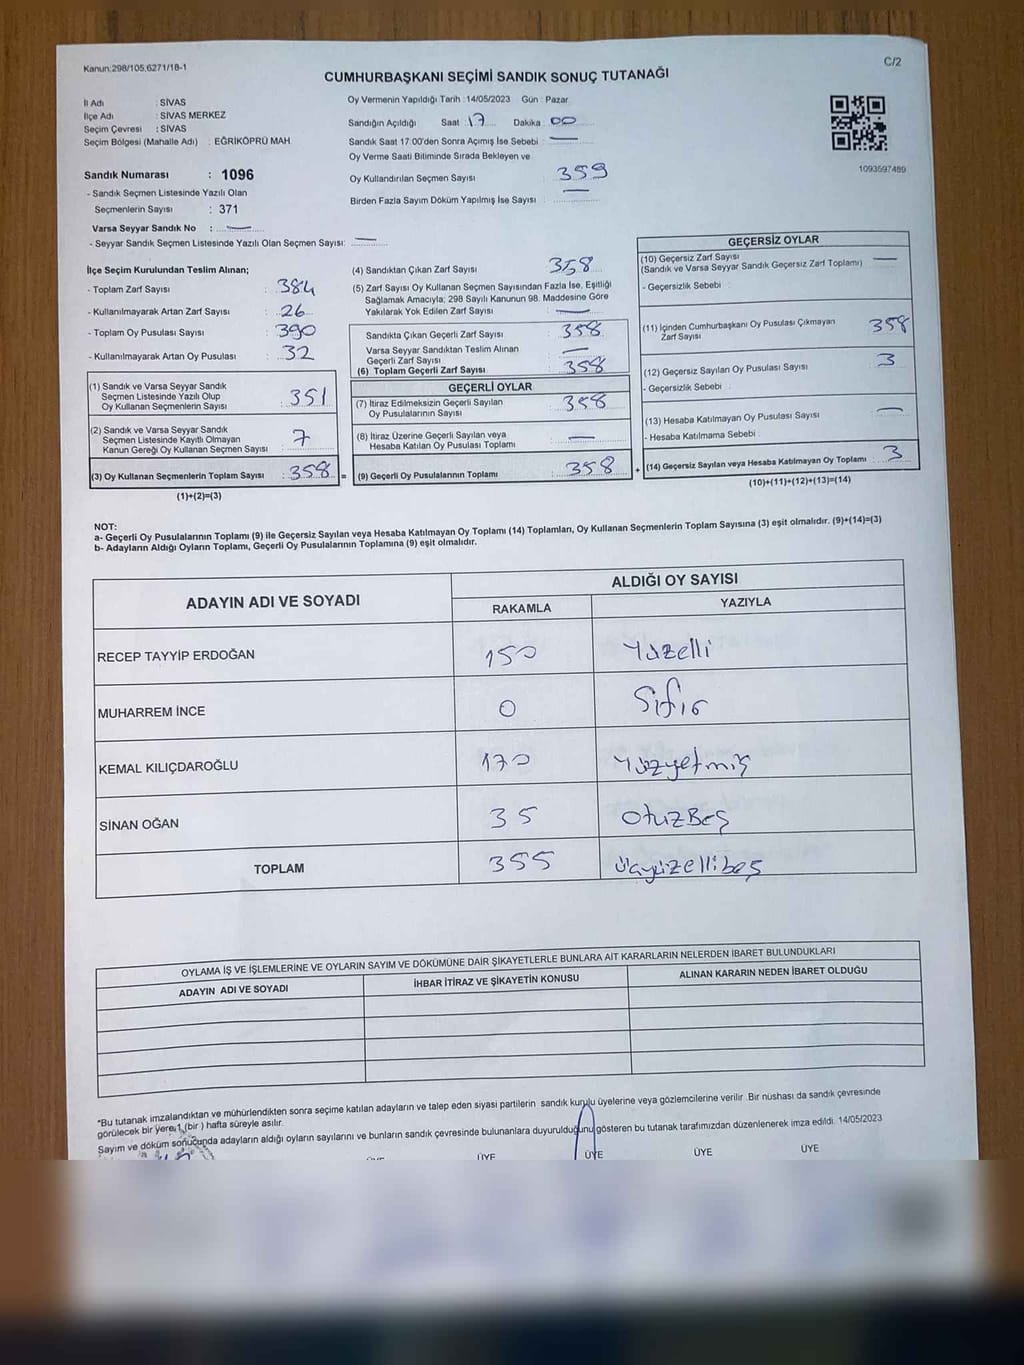 Kanun:298/105,6271/18-1
C/2
CUMHURBAŞKANI SEÇİMİ SANDIK SONUÇ TUTANAĞI
İl Adı : SİVAS
İlçe Adı : SİVAS MERKEZ
Seçim Çevresi : SİVAS
Seçim Bölgesi (Mahalle Adı) : EĞRİKÖPRÜ MAH
Sandık Numarası : 1096
- Sandık Seçmen Listesinde Yazılı Olan
Seçmenlerin Sayısı : 371
Varsa Seyyar Sandık No : —
- Seyyar Sandık Seçmen Listesinde Yazılı Olan Seçmen Sayısı: —
Oy Vermenin Yapıldığı Tarih :14/05/2023 Gün : Pazar
Sandığın Açıldığı Saat :17 Dakika :00
Sandık Saat 17:00'den Sonra Açımış İse Sebebi : —
Oy Verme Saati Bitiminde Sırada Bekleyen ve
Oy Kullandırılan Seçmen Sayısı : 359
Birden Fazla Sayım Döküm Yapılmış İse Sayısı : —
1093597489
İlçe Seçim Kurulundan Teslim Alınan;
- Toplam Zarf Sayısı : 384
- Kullanılmayarak Artan Zarf Sayısı : 26
- Toplam Oy Pusulası Sayısı : 390
- Kullanılmayarak Artan Oy Pusulası : 32
(1) Sandık ve Varsa Seyyar Sandık
Seçmen Listesinde Yazılı Olup
Oy Kullanan Seçmenlerin Sayısı : 351
(2) Sandık ve Varsa Seyyar Sandık
Seçmen Listesinde Kayıtlı Olmayan
Kanun Gereği Oy Kullanan Seçmen Sayısı : 7
(3) Oy Kullanan Seçmenlerin Toplam Sayısı : 358 =
(1)+(2)=(3)
(4) Sandıktan Çıkan Zarf Sayısı : 358
(5) Zarf Sayısı Oy Kullanan Seçmen Sayısından Fazla İse, Eşitliği
Sağlamak Amacıyla; 298 Sayılı Kanunun 98. Maddesine Göre
Yakılarak Yok Edilen Zarf Sayısı : —
Sandıkta Çıkan Geçerli Zarf Sayısı : 358
Varsa Seyyar Sandıktan Teslim Alınan
Geçerli Zarf Sayısı : —
(6) Toplam Geçerli Zarf Sayısı : 358
GEÇERLİ OYLAR
(7) İtiraz Edilmeksizin Geçerli Sayılan
Oy Pusulalarının Sayısı : 358
(8) İtiraz Üzerine Geçerli Sayılan veya
Hesaba Katılan Oy Pusulası Toplamı : —
(9) Geçerli Oy Pusulalarının Toplamı : 358 +
GEÇERSİZ OYLAR
(10) Geçersiz Zarf Sayısı : —
(Sandık ve Varsa Seyyar Sandık Geçersiz Zarf Toplamı)
- Geçersizlik Sebebi :
(11) İçinden Cumhurbaşkanı Oy Pusulası Çıkmayan
Zarf Sayısı : 358
(12) Geçersiz Sayılan Oy Pusulası Sayısı : 3
- Geçersizlik Sebebi :
(13) Hesaba Katılmayan Oy Pusulası Sayısı : —
- Hesaba Katılmama Sebebi :
(14) Geçersiz Sayılan veya Hesaba Katılmayan Oy Toplamı : 3
(10)+(11)+(12)+(13)=(14)
NOT:
a- Geçerli Oy Pusulalarının Toplamı (9) ile Geçersiz Sayılan veya Hesaba Katılmayan Oy Toplamı (14) Toplamları, Oy Kullanan Seçmenlerin Toplam Sayısına (3) eşit olmalıdır. (9)+(14)=(3)
b- Adayların Aldığı Oyların Toplamı, Geçerli Oy Pusulalarının Toplamına (9) eşit olmalıdır.
ADAYIN ADI VE SOYADI
ALDIĞI OY SAYISI
RAKAMLA YAZIYLA
RECEP TAYYİP ERDOĞAN 150 Yüzelli
MUHARREM İNCE 0 Sıfır
KEMAL KILIÇDAROĞLU 170 Yüzyetmiş
SİNAN OĞAN 35 OtuzBeş
TOPLAM 355 üçyüzellibeş
OYLAMA İŞ VE İŞLEMLERİNE VE OYLARIN SAYIM VE DÖKÜMÜNE DAİR ŞİKAYETLERLE BUNLARA AİT KARARLARIN NELERDEN İBARET BULUNDUKLARI
ADAYIN ADI VE SOYADI İHBAR İTİRAZ VE ŞİKAYETİN KONUSU ALINAN KARARIN NEDEN İBARET OLDUĞU
*Bu tutanak imzalandıktan ve mühürlendikten sonra seçime katılan adayların ve talep eden siyasi partilerin sandık kurulu üyelerine veya gözlemcilerine verilir. Bir nüshası da sandık çevresinde
görülecek bir yere 1 (bir ) hafta süreyle asılır.
Sayım ve döküm sonucunda adayların aldığı oyların sayılarını ve bunların sandık çevresinde bulunanlara duyurulduğunu gösteren bu tutanak tarafımızdan düzenlenerek imza edildi. 14/05/2023
ÜYE ÜYE ÜYE ÜYE ÜYE